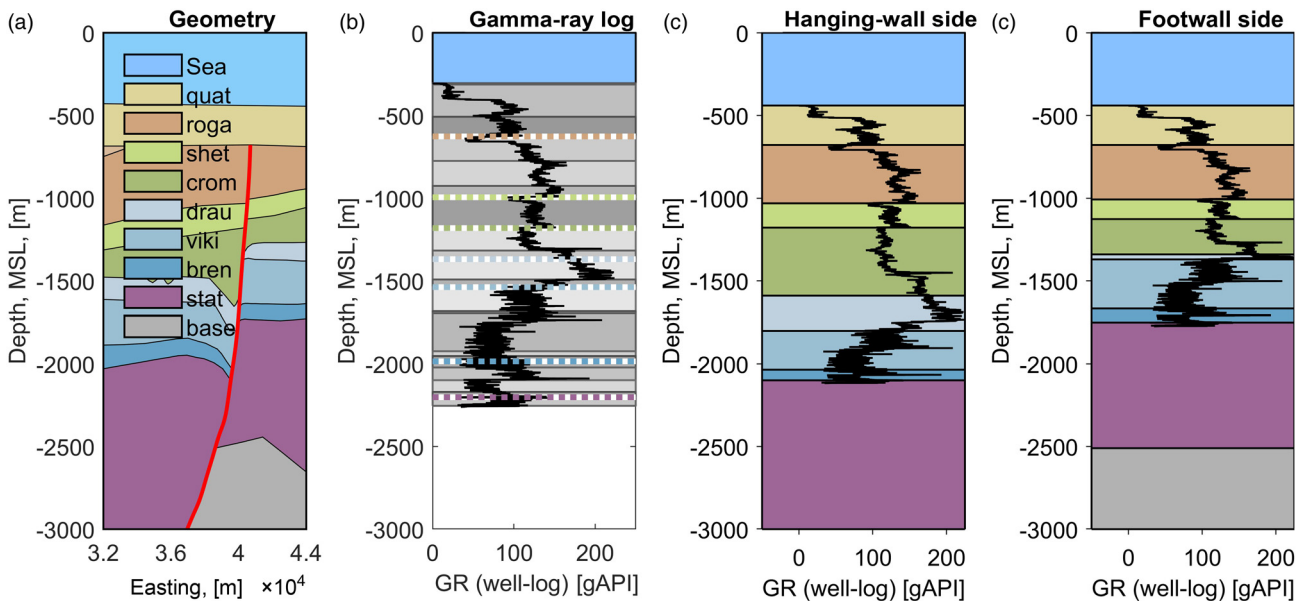 (a) Geometry
0
-500
-1000
-1500
-2000
-2500
-3000
Depth, MSL, [m]
Sea
quat
roga
shet
crom
drau
viki
bren
stat
base
3.2 3.6 4 4.4
Easting, [m] ×10⁴
(b) Gamma-ray log
0
-500
-1000
-1500
-2000
-2500
-3000
Depth, MSL, [m]
0 100 200
GR (well-log) [gAPI]
(c) Hanging-wall side
0
-500
-1000
-1500
-2000
-2500
-3000
Depth, MSL, [m]
0 100 200
GR (well-log) [gAPI]
(c) Footwall side
0
-500
-1000
-1500
-2000
-2500
-3000
Depth, MSL, [m]
0 100 200
GR (well-log) [gAPI]